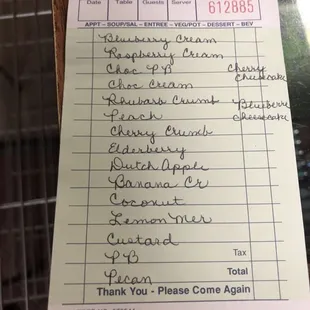 Date Table Guests Server 612885
APPT – SOUP/SAL – ENTREE – VEG/POT – DESSERT – BEV
Blueberry Cream
Raspberry Cream
Choc PB Cherry Cheesecake
Choc Cream
Rhubarb Crumb Blueberry Cheesecake
Peach
Cherry Crumb
Elderberry
Dutch Apple
Banana Cr
Coconut
Lemon Mer
Custard
PB Tax
Pecan Total
Thank You - Please Come Again